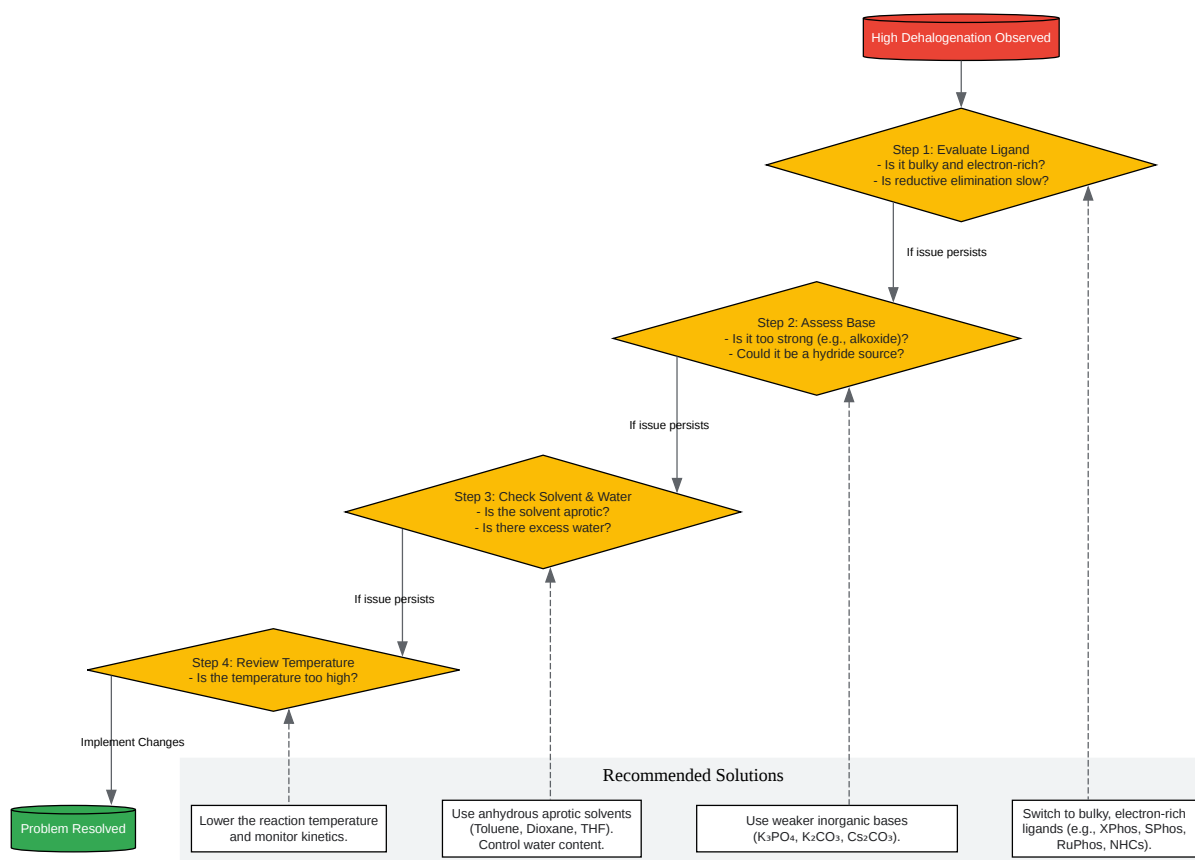 High Dehalogenation Observed
Step 1: Evaluate Ligand
- Is it bulky and electron-rich?
- Is reductive elimination slow?
If issue persists
Step 2: Assess Base
- Is it too strong (e.g., alkoxide)?
- Could it be a hydride source?
If issue persists
Step 3: Check Solvent & Water
- Is the solvent aprotic?
- Is there excess water?
If issue persists
Step 4: Review Temperature
- Is the temperature too high?
Implement Changes
Problem Resolved
Recommended Solutions
Lower the reaction temperature
and monitor kinetics.
Use anhydrous aprotic solvents
(Toluene, Dioxane, THF).
Control water content.
Use weaker inorganic bases
(K₃PO₄, K₂CO₃, Cs₂CO₃).
Switch to bulky, electron-rich
ligands (e.g., XPhos, SPhos,
RuPhos, NHCs).